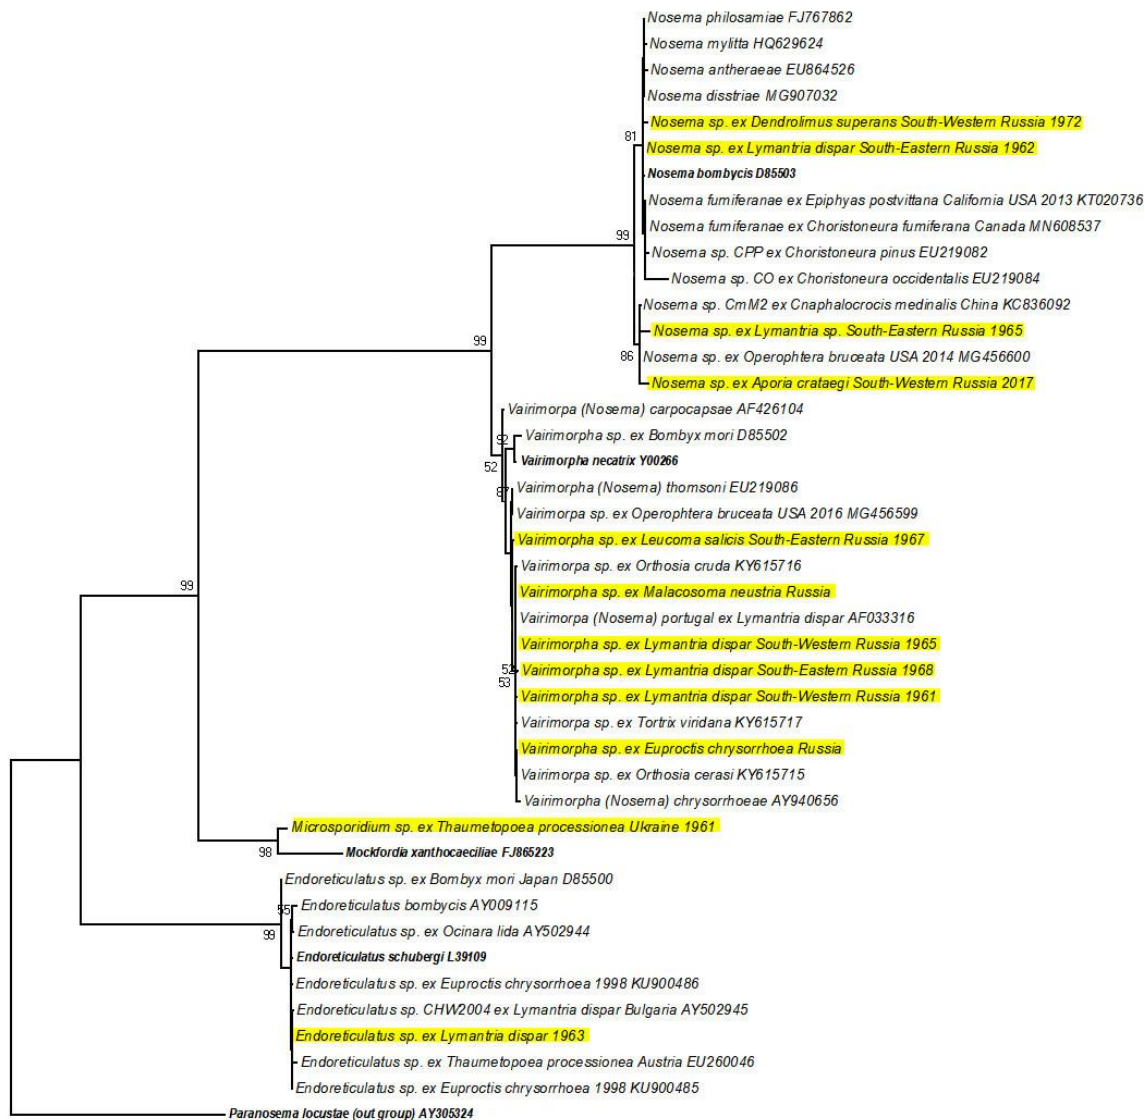 Nosema philosamiae FJ767862
Nosema mylitta HQ629624
Nosema antheraeae EU864526
Nosema disstriae MG907032
Nosema sp. ex Dendrolimus superans South-Western Russia 1972
81
Nosema sp. ex Lymantria dispar South-Eastern Russia 1962
Nosema bombycis D85503
Nosema fumiferanae ex Epiphyas postvittana California USA 2013 KT020736
Nosema fumiferanae ex Choristoneura fumiferana Canada MN608537
99
Nosema sp. CPP ex Choristoneura pinus EU219082
Nosema sp. CO ex Choristoneura occidentalis EU219084
Nosema sp. CmM2 ex Cnaphalocrocis medinalis China KC836092
Nosema sp. ex Lymantria sp. South-Eastern Russia 1965
99
86
Nosema sp. ex Operophtera bruceata USA 2014 MG456600
Nosema sp. ex Aporia crataegi South-Western Russia 2017
Vairimorpa (Nosema) carpocapsae AF426104
92
Vairimorpha sp. ex Bombyx mori D85502
52
Vairimorpha necatrix Y00266
87
Vairimorpha (Nosema) thomsoni EU219086
Vairimorpa sp. ex Operophtera bruceata USA 2016 MG456599
Vairimorpha sp. ex Leucoma salicis South-Eastern Russia 1967
Vairimorpa sp. ex Orthosia cruda KY615716
99
Vairimorpha sp. ex Malacosoma neustria Russia
Vairimorpa (Nosema) portugal ex Lymantria dispar AF033316
Vairimorpha sp. ex Lymantria dispar South-Western Russia 1965
52
Vairimorpha sp. ex Lymantria dispar South-Eastern Russia 1968
53
Vairimorpha sp. ex Lymantria dispar South-Western Russia 1961
Vairimorpa sp. ex Tortrix viridana KY615717
Vairimorpha sp. ex Euproctis chrysorrhoea Russia
Vairimorpa sp. ex Orthosia cerasi KY615715
Vairimorpha (Nosema) chrysorrhoeae AY940656
Microsporidium sp. ex Thaumetopoea processionea Ukraine 1961
98
Mockfordia xanthocaeciliae FJ865223
Endoreticulatus sp. ex Bombyx mori Japan D85500
55
Endoreticulatus bombycis AY009115
99
Endoreticulatus sp. ex Ocinara lida AY502944
Endoreticulatus schubergi L39109
Endoreticulatus sp. ex Euproctis chrysorrhoea 1998 KU900486
Endoreticulatus sp. CHW2004 ex Lymantria dispar Bulgaria AY502945
Endoreticulatus sp. ex Lymantria dispar 1963
Endoreticulatus sp. ex Thaumetopoea processionea Austria EU260046
Endoreticulatus sp. ex Euproctis chrysorrhoea 1998 KU900485
Paranosema locustae (out group) AY305324